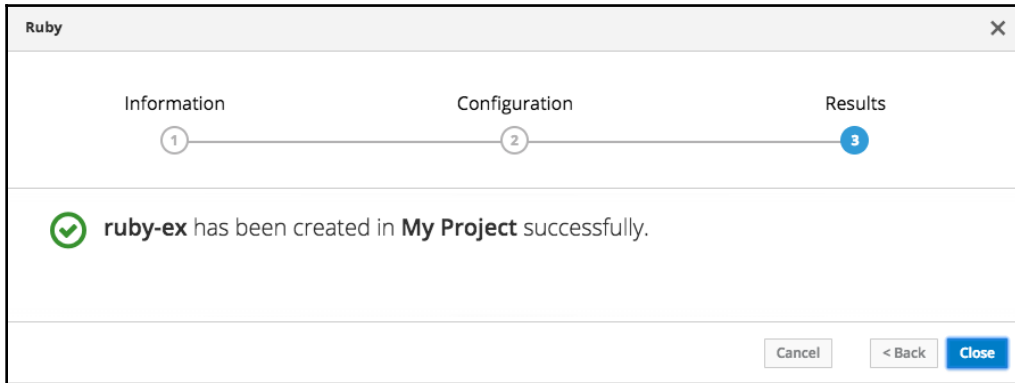 Ruby
Information Configuration Results
1 2 3
ruby-ex has been created in My Project successfully.
Cancel < Back Close